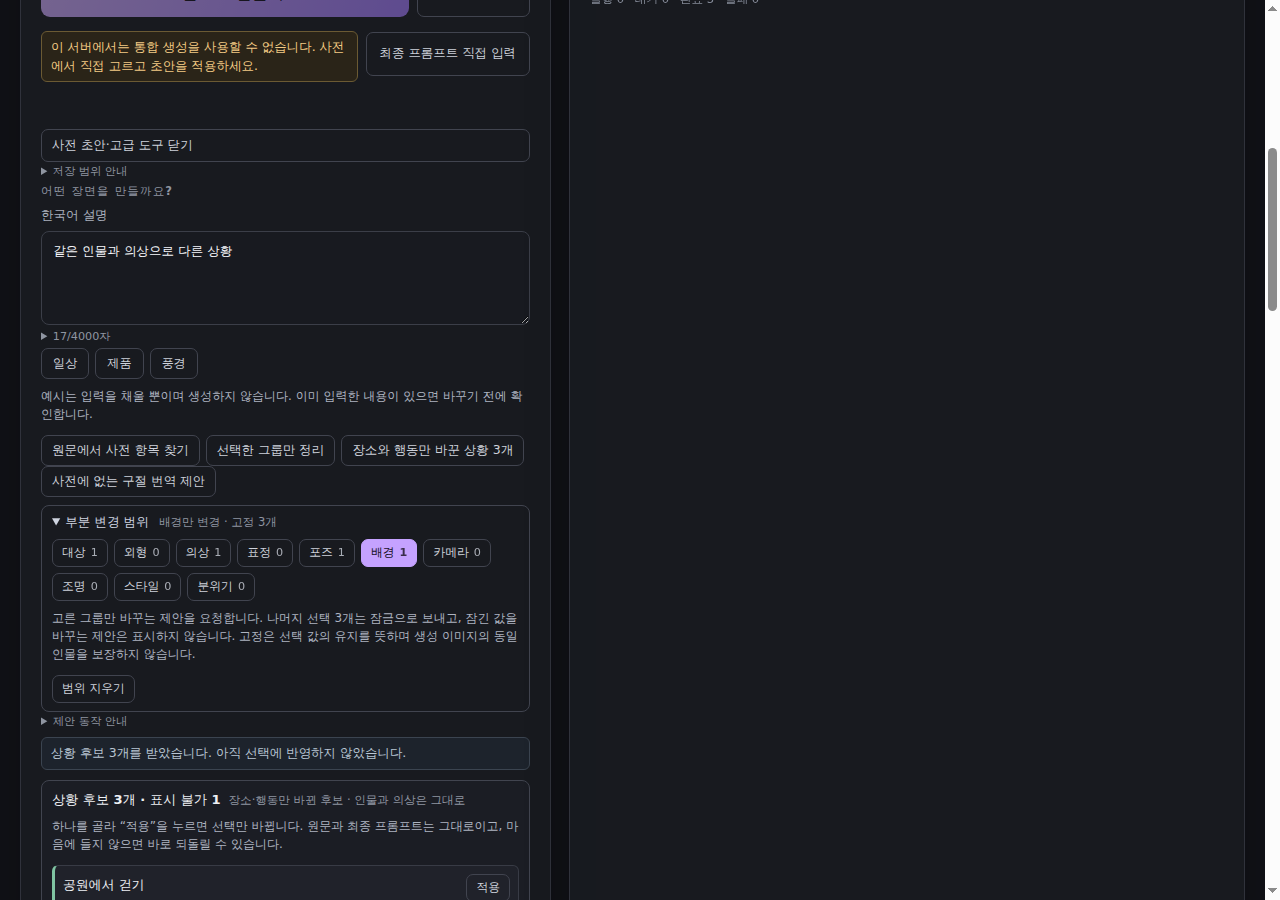 이 서버에서는 통합 생성을 사용할 수 없습니다. 사전
에서 직접 고르고 초안을 적용하세요.
최종 프롬프트 직접 입력
사전 초안·고급 도구 닫기
▶ 저장 범위 안내
어떤 장면을 만들까요?
한국어 설명
같은 인물과 의상으로 다른 상황
▶ 17/4000자
일상 제품 풍경
예시는 입력을 채울 뿐이며 생성하지 않습니다. 이미 입력한 내용이 있으면 바꾸기 전에 확
인합니다.
원문에서 사전 항목 찾기 선택한 그룹만 정리 장소와 행동만 바꾼 상황 3개
사전에 없는 구절 번역 제안
▼ 부분 변경 범위 배경만 변경 · 고정 3개
대상 1 외형 0 의상 1 표정 0 포즈 1 배경 1 카메라 0
조명 0 스타일 0 분위기 0
고른 그룹만 바꾸는 제안을 요청합니다. 나머지 선택 3개는 잠금으로 보내고, 잠긴 값을
바꾸는 제안은 표시하지 않습니다. 고정은 선택 값의 유지를 뜻하며 생성 이미지의 동일
인물을 보장하지 않습니다.
범위 지우기
▶ 제안 동작 안내
상황 후보 3개를 받았습니다. 아직 선택에 반영하지 않았습니다.
상황 후보 3개 · 표시 불가 1 장소·행동만 바뀐 후보 · 인물과 의상은 그대로
하나를 골라 “적용”을 누르면 선택만 바뀝니다. 원문과 최종 프롬프트는 그대로이고, 마
음에 들지 않으면 바로 되돌릴 수 있습니다.
공원에서 걷기
적용